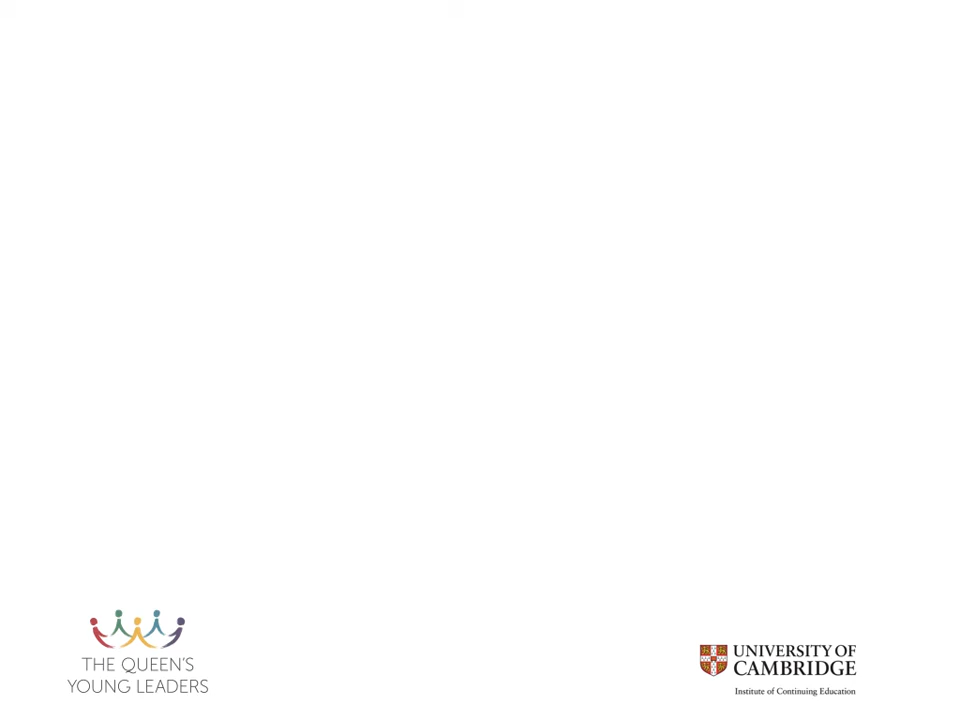 THE QUEEN'S
YOUNG LEADERS
UNIVERSITY OF
CAMBRIDGE
Institute of Continuing Education